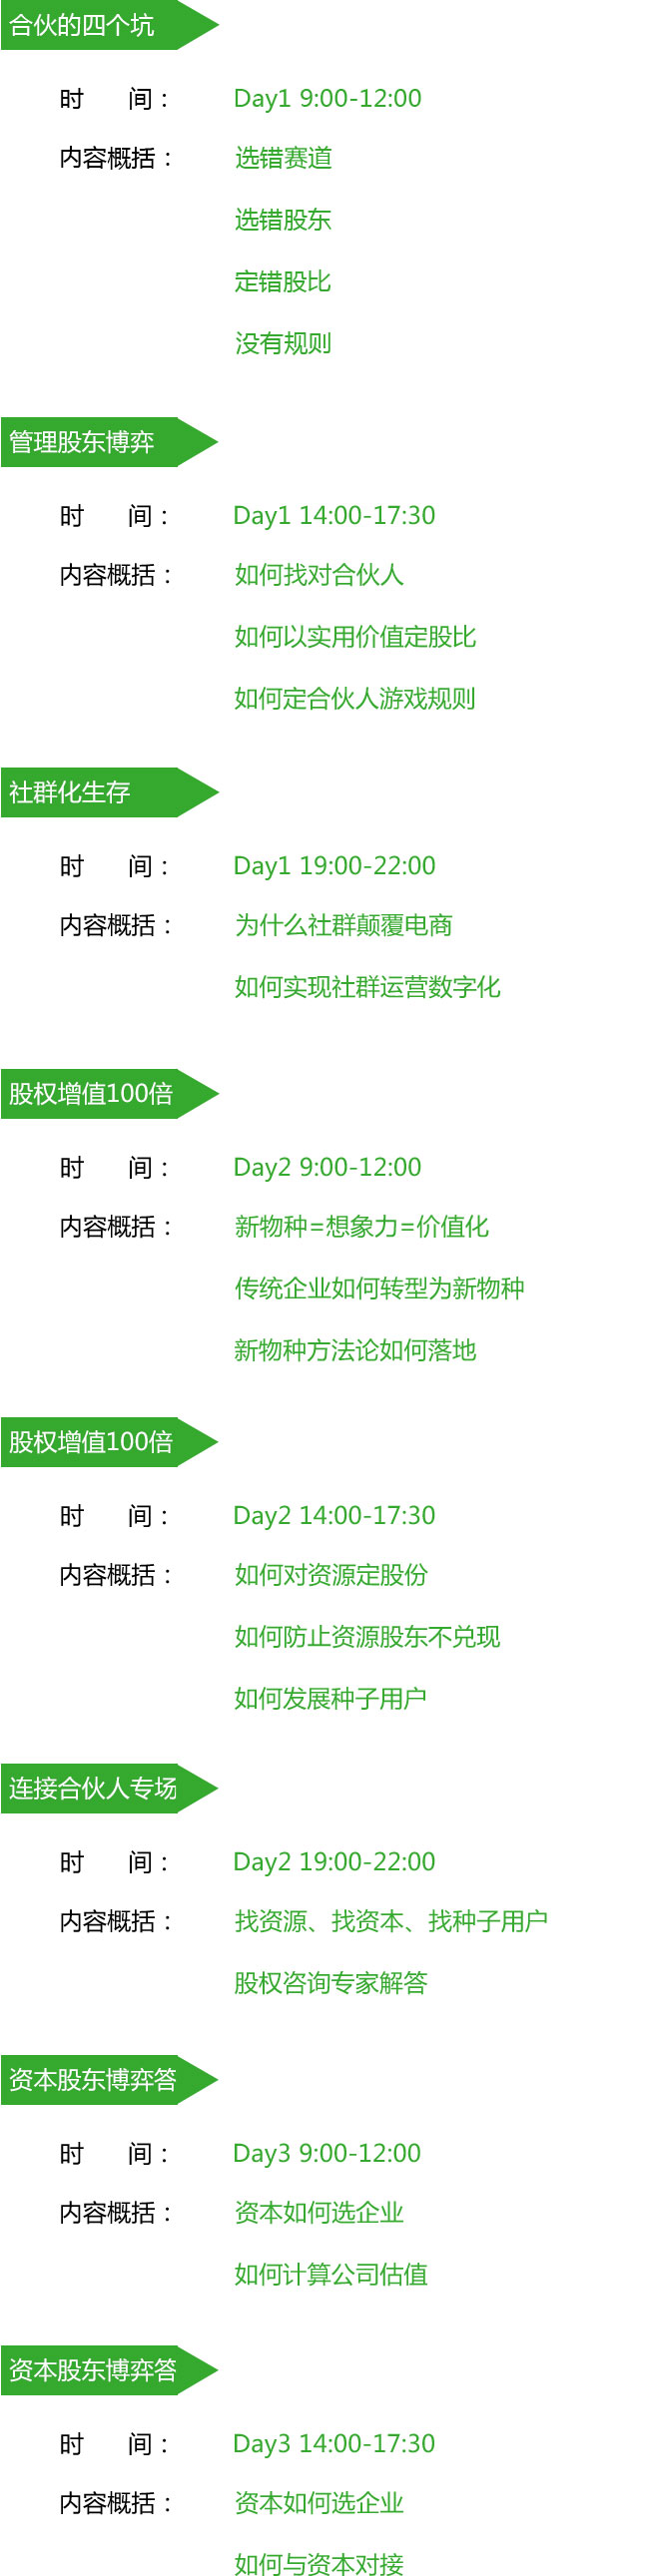 合伙的四个坑
时 间： Day1 9:00-12:00
内容概括： 选错赛道
选错股东
定错股比
没有规则
管理股东博弈
时 间： Day1 14:00-17:30
内容概括： 如何找对合伙人
如何以实用价值定股比
如何定合伙人游戏规则
社群化生存
时 间： Day1 19:00-22:00
内容概括： 为什么社群颠覆电商
如何实现社群运营数字化
股权增值100倍
时 间： Day2 9:00-12:00
内容概括： 新物种=想象力=价值化
传统企业如何转型为新物种
新物种方法论如何落地
股权增值100倍
时 间： Day2 14:00-17:30
内容概括： 如何对资源定股份
如何防止资源股东不兑现
如何发展种子用户
连接合伙人专场
时 间： Day2 19:00-22:00
内容概括： 找资源、找资本、找种子用户
股权咨询专家解答
资本股东博弈答
时 间： Day3 9:00-12:00
内容概括： 资本如何选企业
如何计算公司估值
资本股东博弈答
时 间： Day3 14:00-17:30
内容概括： 资本如何选企业
如何与资本对接